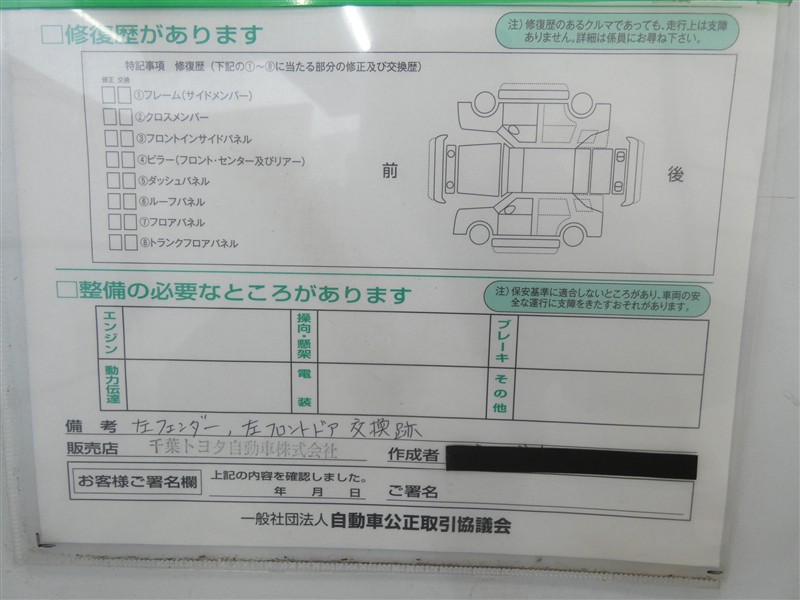 □修復歴があります
注）修復歴のあるクルマであっても、走行上は支障
ありません。詳細は係員にお尋ね下さい。
特記事項 修復歴（下記の①～⑧に当たる部分の修正及び交換歴）
修正 交換
□□①フレーム（サイドメンバー）
□□②クロスメンバー
□□③フロントインサイドパネル
□□④ピラー（フロント・センター及びリアー）
□□⑤ダッシュパネル
□□⑥ルーフパネル
□□⑦フロアパネル
□□⑧トランクフロアパネル
前
後
□整備の必要なところがあります
注）保安基準に適合しないところがあり、車両の安
全な運行に支障をきたすおそれがあります。
エンジン
操向・懸架
ブレーキ
動力伝達
電装
その他
備考 左フェンダー，左フロントドア 交換跡
販売店 千葉トヨタ自動車株式会社 作成者
お客様ご署名欄
上記の内容を確認しました。
年 月 日 ご署名
一般社団法人 自動車公正取引協議会